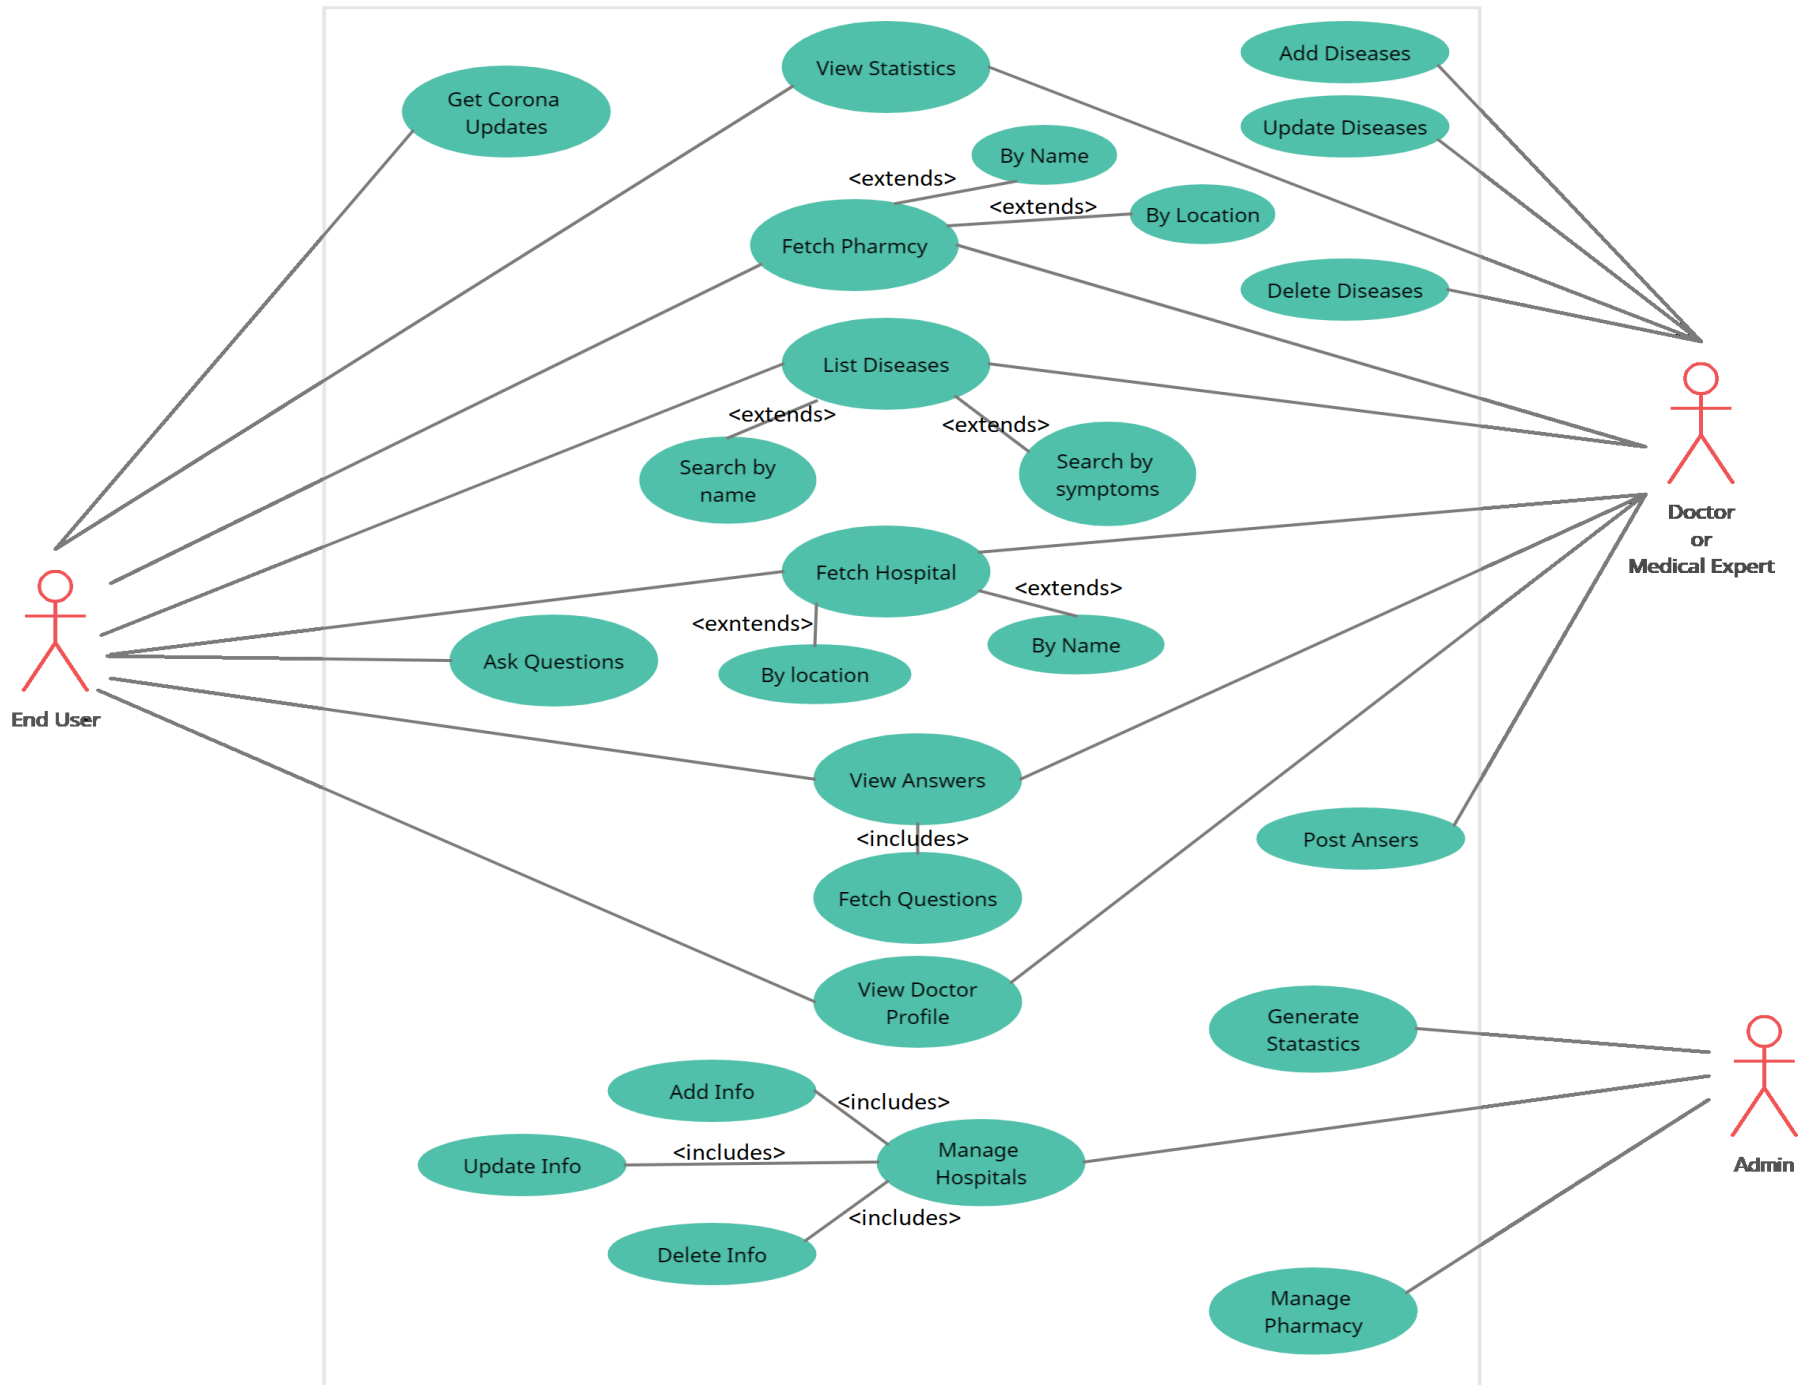 View Statistics
Add Diseases
Get Corona
Updates
Update Diseases
By Name
<extends>
<extends>
By Location
Fetch Pharmcy
Delete Diseases
List Diseases
<extends>
<extends>
Search by
name
Search by
symptoms
Doctor
or
Medical Expert
Fetch Hospital
<extends>
<exntends>
By Name
Ask Questions
By location
End User
View Answers
<includes>
Post Ansers
Fetch Questions
View Doctor
Profile
Generate
Statastics
Add Info
<includes>
<includes>
Update Info
Manage
Hospitals
Admin
<includes>
Delete Info
Manage
Pharmacy